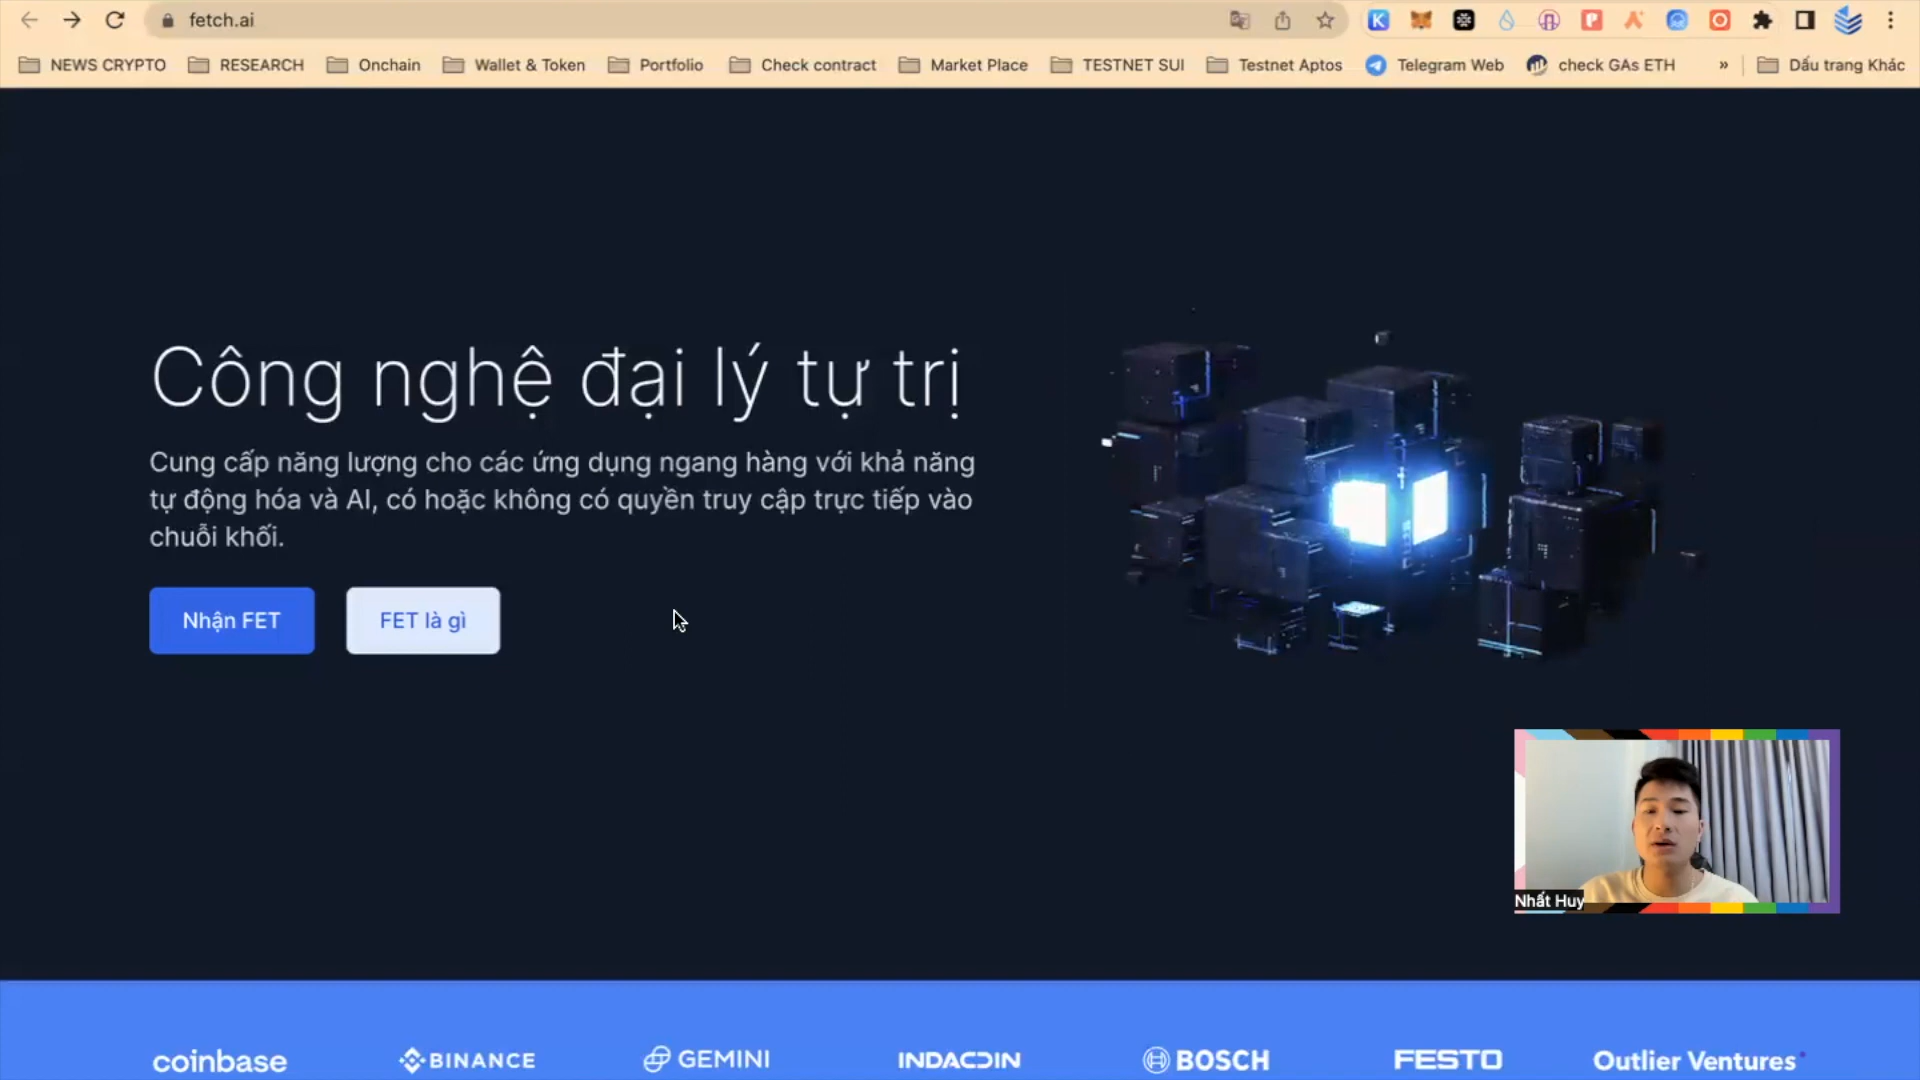 fetch.ai
NEWS CRYPTO RESEARCH Onchain Wallet & Token Portfolio Check contract Market Place TESTNET SUI Testnet Aptos Telegram Web check GAs ETH » Dấu trang Khác
Công nghệ đại lý tự trị
Cung cấp năng lượng cho các ứng dụng ngang hàng với khả năng
tự động hóa và AI, có hoặc không có quyền truy cập trực tiếp vào
chuỗi khối.
Nhận FET FET là gì
Nhất Huy
coinbase BINANCE GEMINI INDACOIN BOSCH FESTO Outlier Ventures